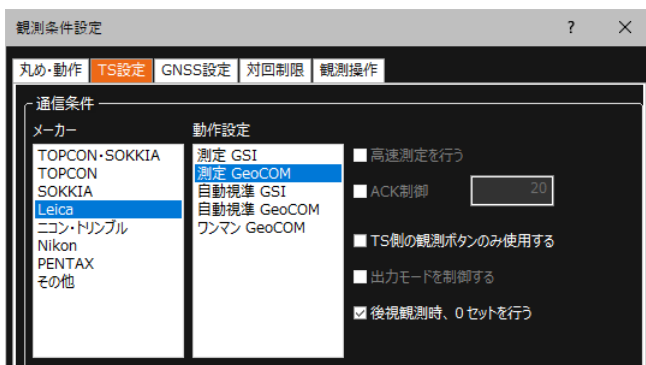 観測条件設定 ? ×
丸め・動作 TS設定 GNSS設定 対回制限 観測操作
通信条件
メーカー
TOPCON・SOKKIA
TOPCON
SOKKIA
Leica
ニコン・トリンブル
Nikon
PENTAX
その他
動作設定
測定 GSI
測定 GeoCOM
自動視準 GSI
自動視準 GeoCOM
ワンマン GeoCOM
高速測定を行う
ACK制御 20
TS側の観測ボタンのみ使用する
出力モードを制御する
後視観測時、0セットを行う